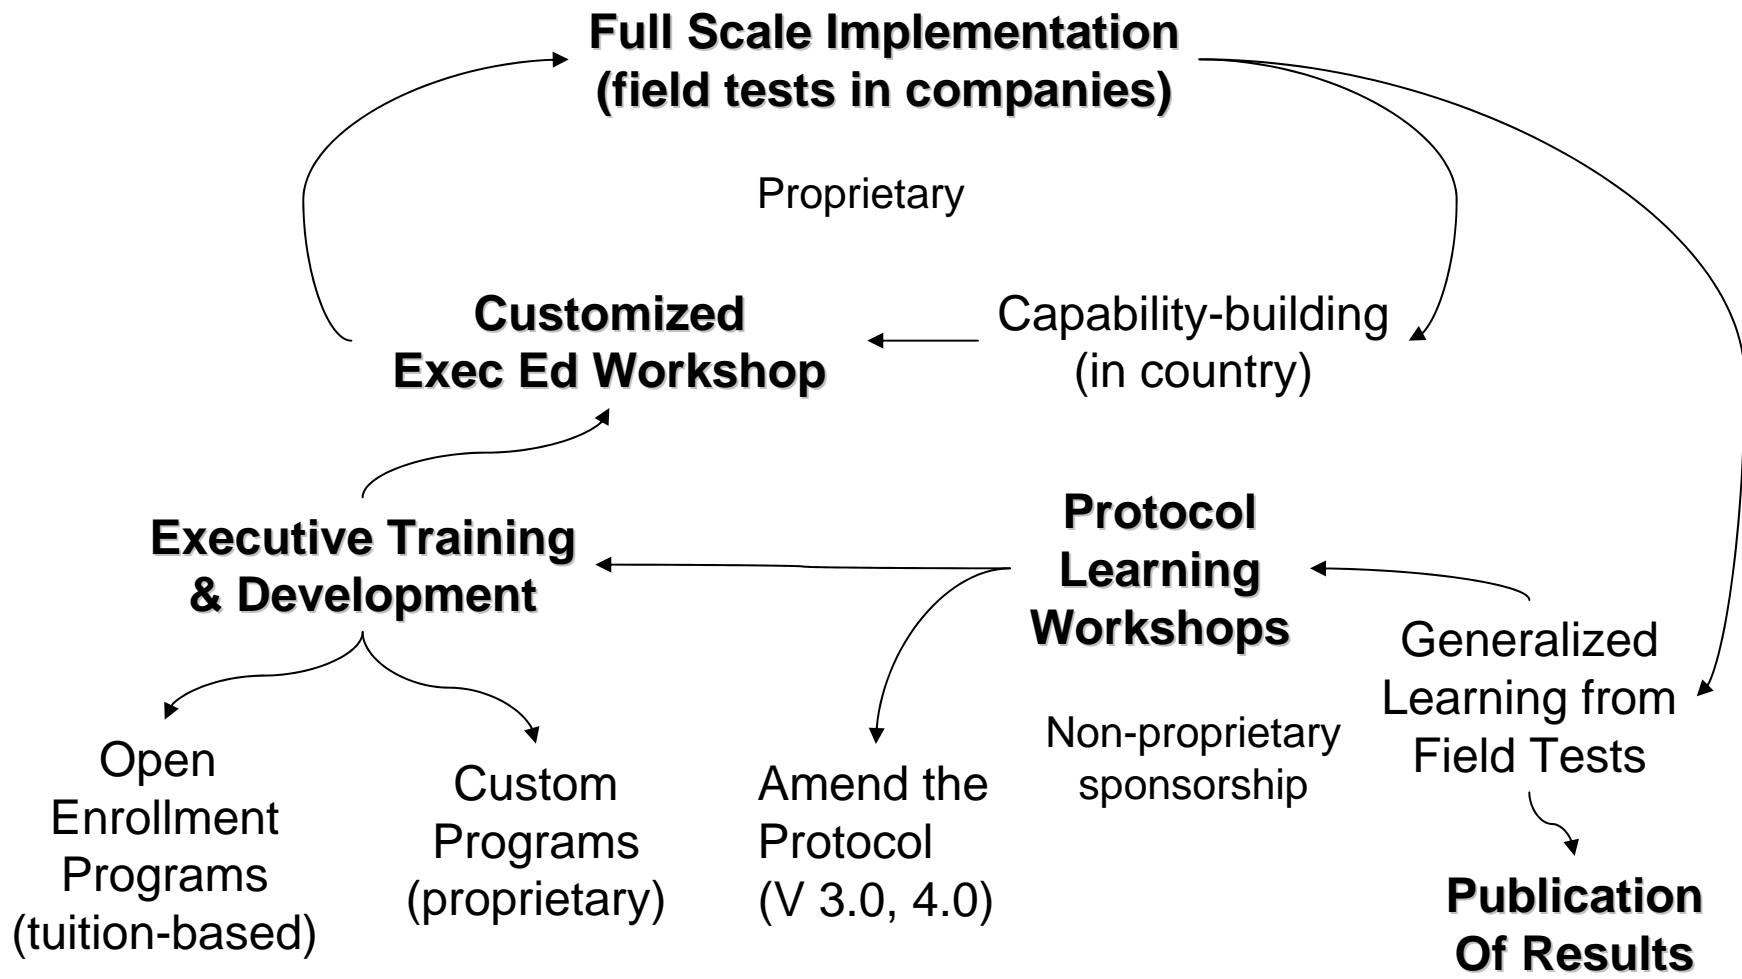 Full Scale Implementation
(field tests in companies)
Proprietary
Customized
Exec Ed Workshop
Capability-building
(in country)
Executive Training
& Development
Protocol
Learning
Workshops
Generalized
Learning from
Field Tests
Non-proprietary
sponsorship
Open
Enrollment
Programs
(tuition-based)
Custom
Programs
(proprietary)
Amend the
Protocol
(V 3.0, 4.0)
Publication
Of Results